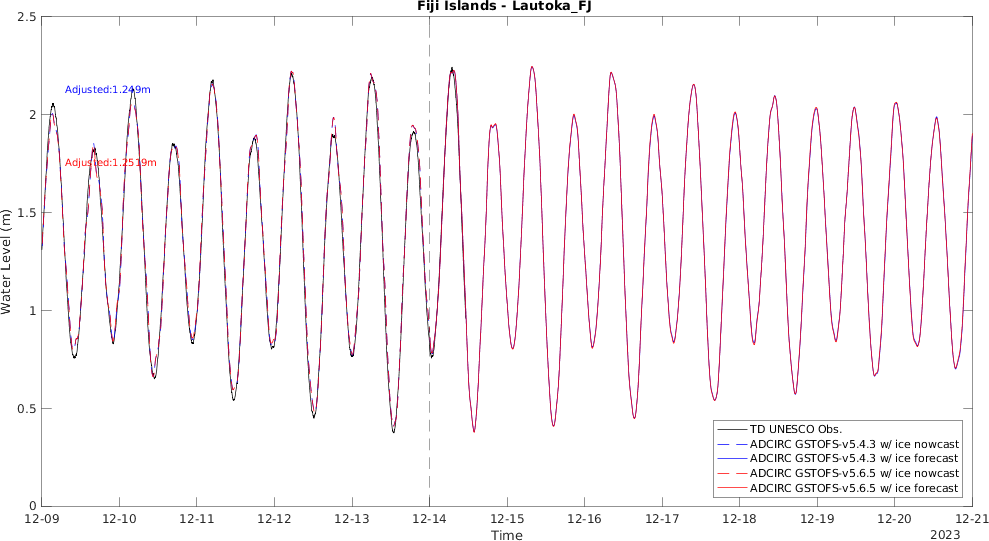 Fiji Islands - Lautoka_FJ
2.5
2
1.5
1
0.5
0
Water Level (m)
Adjusted:1.249m
Adjusted:1.2519m
TD UNESCO Obs.
ADCIRC GSTOFS-v5.4.3 w/ ice nowcast
ADCIRC GSTOFS-v5.4.3 w/ ice forecast
ADCIRC GSTOFS-v5.6.5 w/ ice nowcast
ADCIRC GSTOFS-v5.6.5 w/ ice forecast
12-09 12-10 12-11 12-12 12-13 12-14 12-15 12-16 12-17 12-18 12-19 12-20 12-21
Time
2023